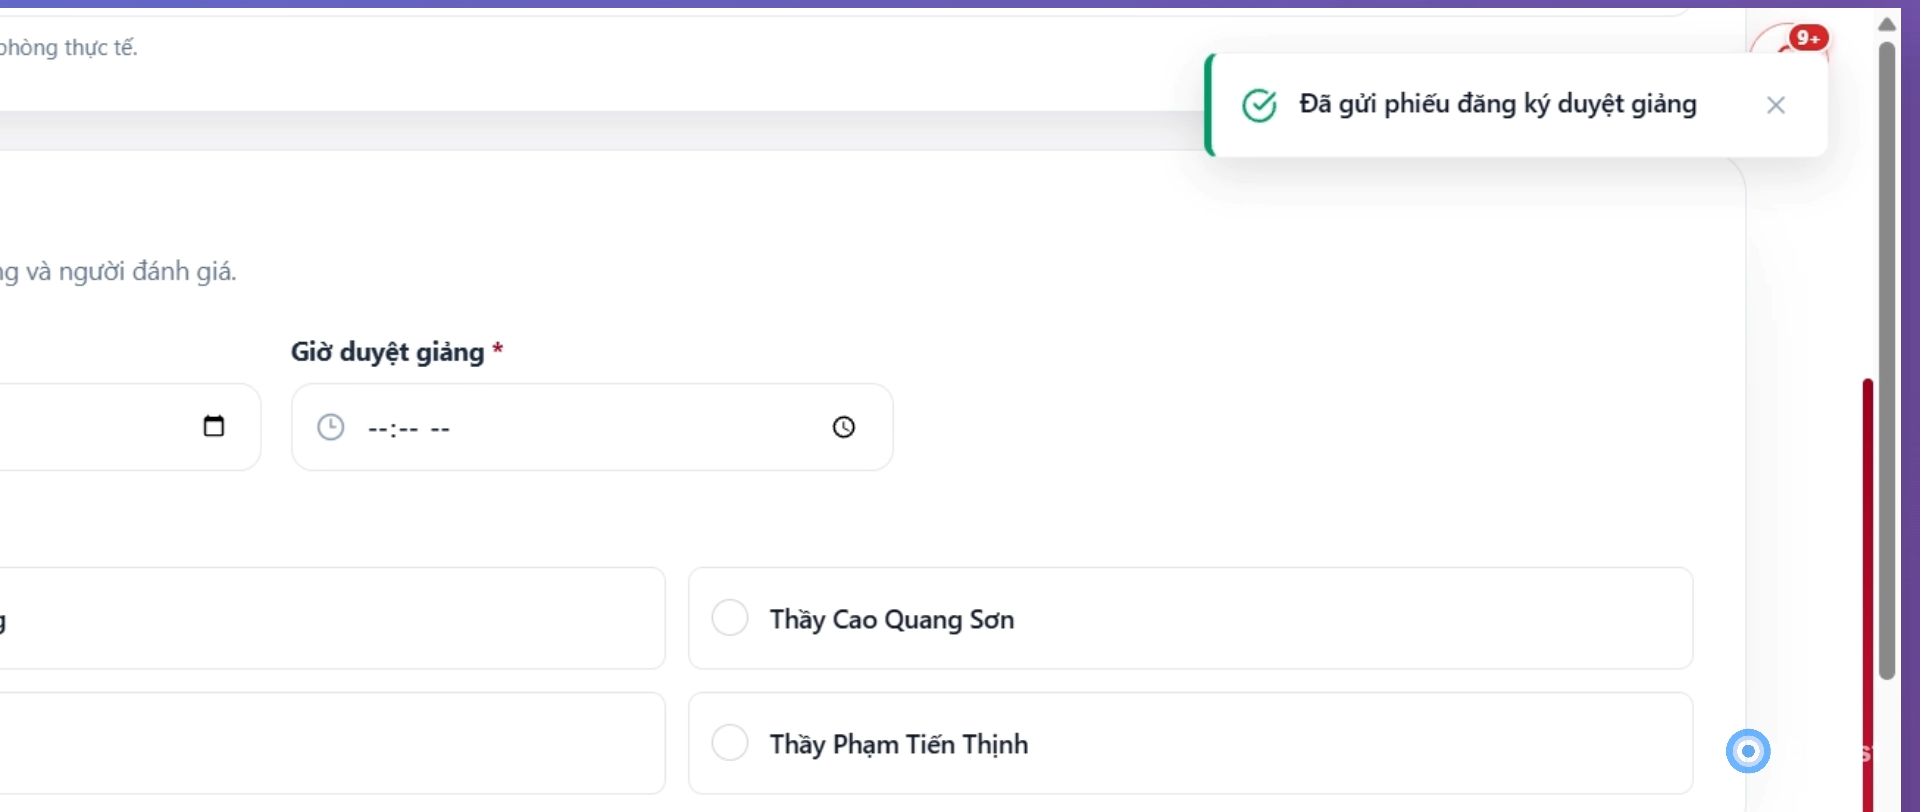 phòng thực tế.
9+
Đã gửi phiếu đăng ký duyệt giảng
ng và người đánh giá.
Giờ duyệt giảng *
--:-- --
g
Thầy Cao Quang Sơn
Thầy Phạm Tiến Thịnh